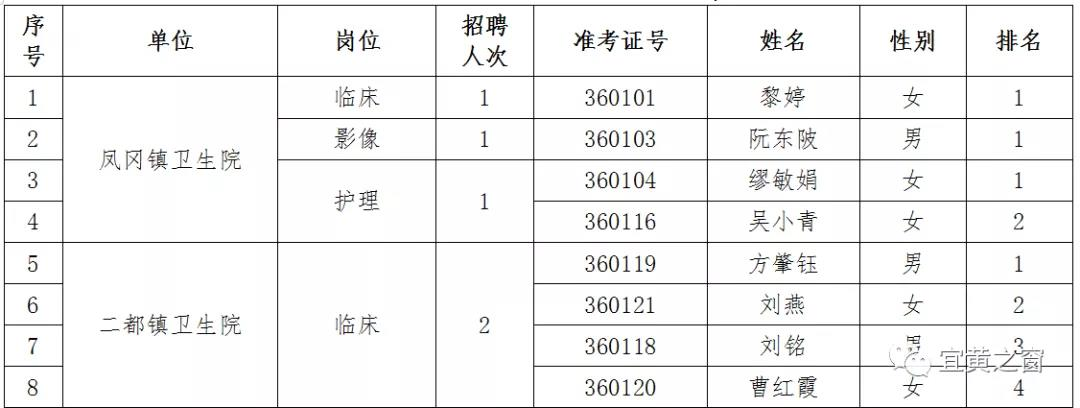 序号 单位 岗位 招聘人次 准考证号 姓名 性别 排名
1 凤冈镇卫生院 临床 1 360101 黎婷 女 1
2 影像 1 360103 阮东陂 男 1
3 护理 1 360104 缪敏娟 女 1
4 360116 吴小青 女 2
5 二都镇卫生院 临床 2 360119 方肇钰 男 1
6 360121 刘燕 女 2
7 360118 刘铭 男 3
8 360120 曹红霞 女 4
宜黄之窗